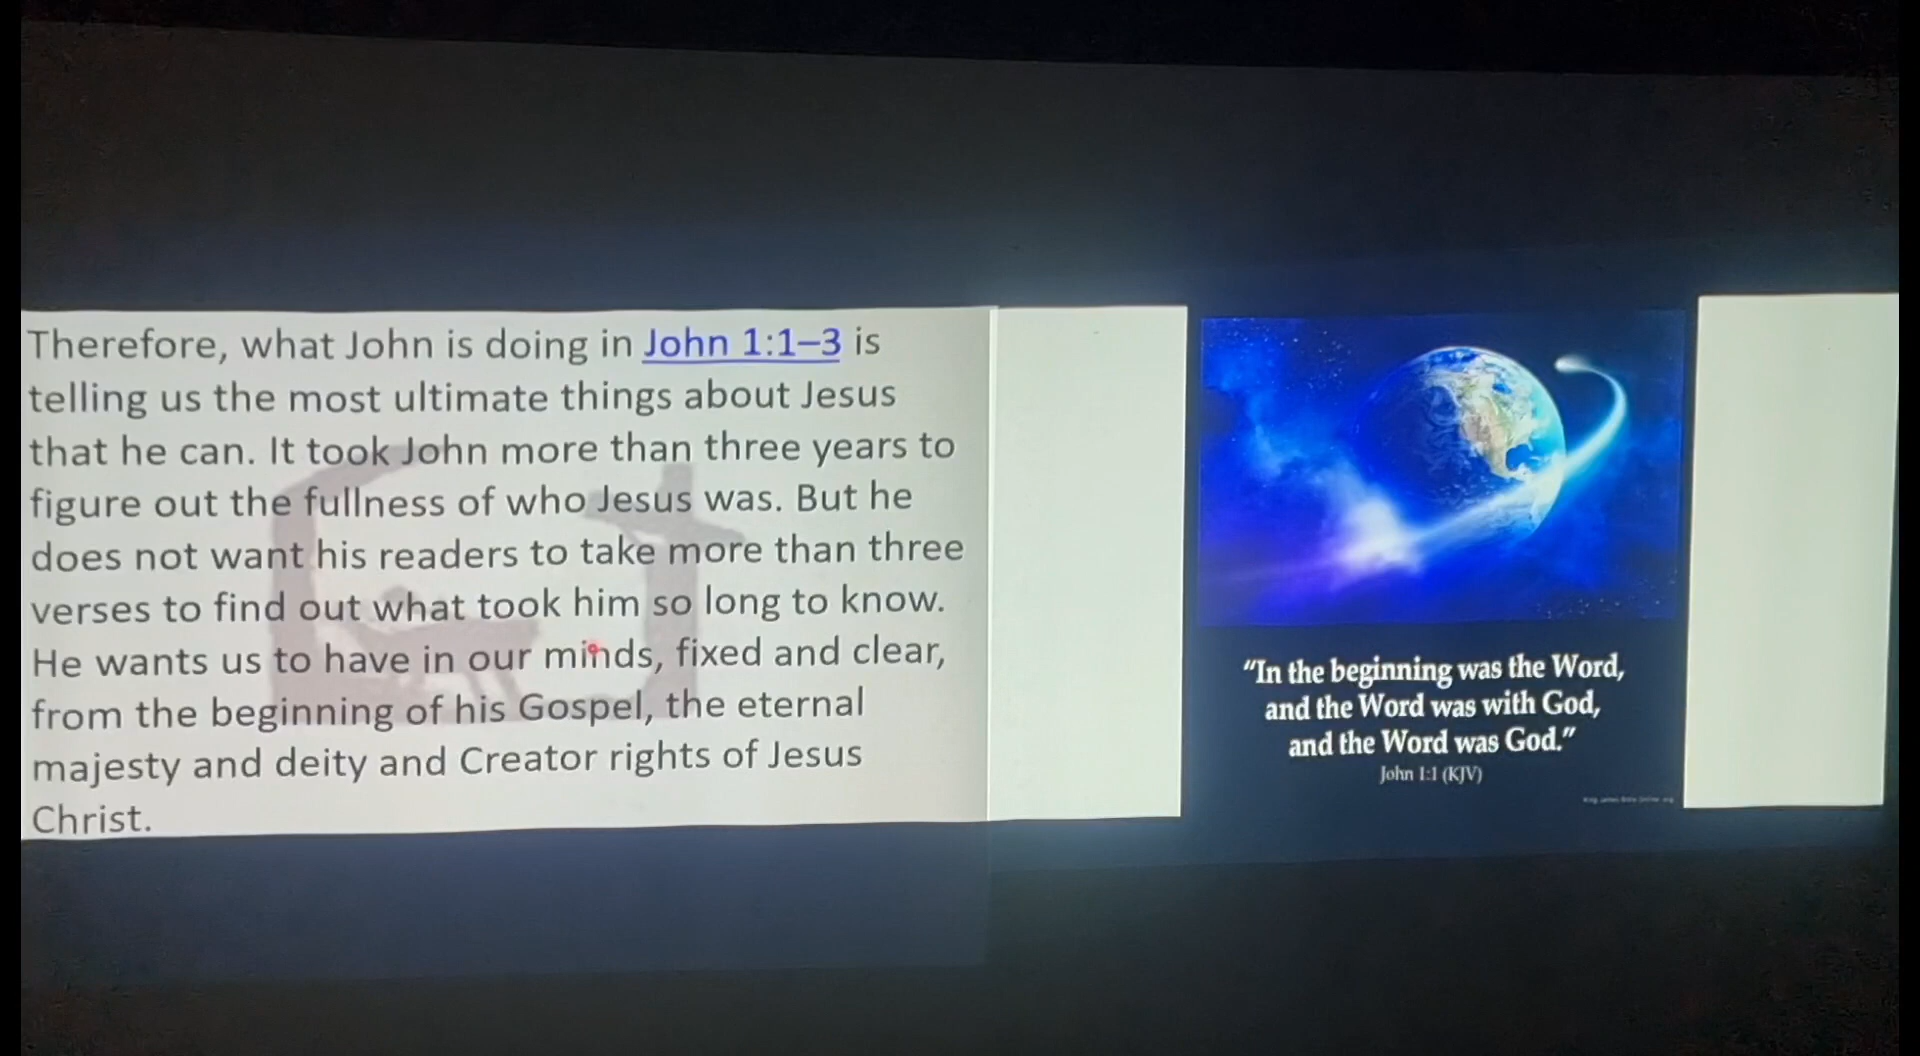 Therefore, what John is doing in John 1:1–3 is
telling us the most ultimate things about Jesus
that he can. It took John more than three years to
figure out the fullness of who Jesus was. But he
does not want his readers to take more than three
verses to find out what took him so long to know.
He wants us to have in our minds, fixed and clear,
from the beginning of his Gospel, the eternal
majesty and deity and Creator rights of Jesus
Christ.
“In the beginning was the Word,
and the Word was with God,
and the Word was God.”
John 1:1 (KJV)